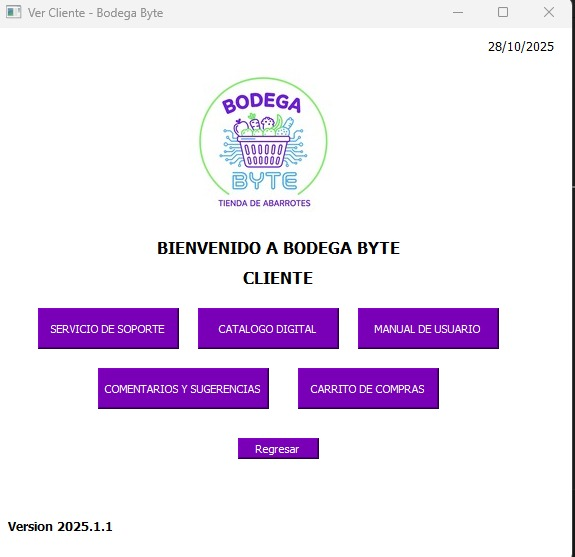 Ver Cliente - Bodega Byte
28/10/2025
BODEGA
BYTE
TIENDA DE ABARROTES
BIENVENIDO A BODEGA BYTE
CLIENTE
SERVICIO DE SOPORTE
CATALOGO DIGITAL
MANUAL DE USUARIO
COMENTARIOS Y SUGERENCIAS
CARRITO DE COMPRAS
Regresar
Version 2025.1.1